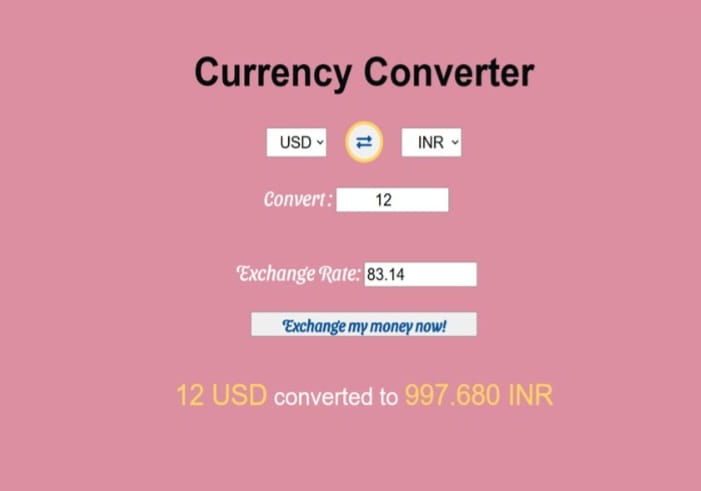 Currency Converter
USD INR
Convert: 12
Exchange Rate: 83.14
Exchange my money now!
12 USD converted to 997.680 INR